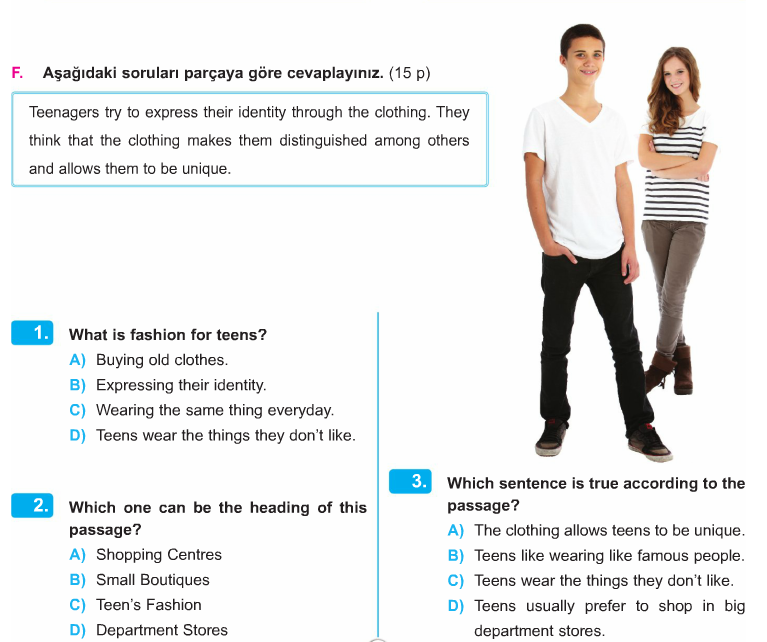 F. Aşağıdaki soruları parçaya göre cevaplayınız. (15 p)
Teenagers try to express their identity through the clothing. They
think that the clothing makes them distinguished among others
and allows them to be unique.
1. What is fashion for teens?
A) Buying old clothes.
B) Expressing their identity.
C) Wearing the same thing everyday.
D) Teens wear the things they don't like.
2. Which one can be the heading of this
passage?
A) Shopping Centres
B) Small Boutiques
C) Teen's Fashion
D) Department Stores
3. Which sentence is true according to the
passage?
A) The clothing allows teens to be unique.
B) Teens like wearing like famous people.
C) Teens wear the things they don't like.
D) Teens usually prefer to shop in big
department stores.